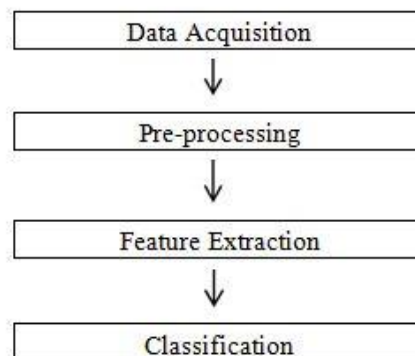 Data Acquisition
Pre-processing
Feature Extraction
Classification